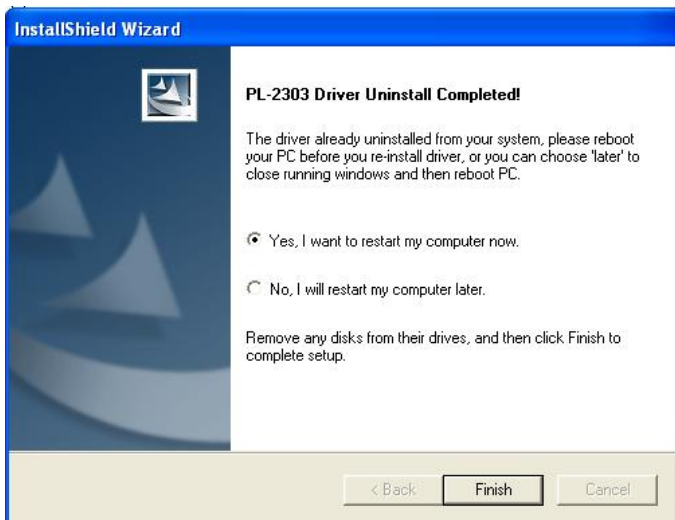 InstallShield Wizard
PL-2303 Driver Uninstall Completed!
The driver already uninstalled from your system, please reboot
your PC before you re-install driver, or you can choose 'later' to
close running windows and then reboot PC.
Yes, I want to restart my computer now.
No, I will restart my computer later.
Remove any disks from their drives, and then click Finish to
complete setup.
< Back
Finish
Cancel